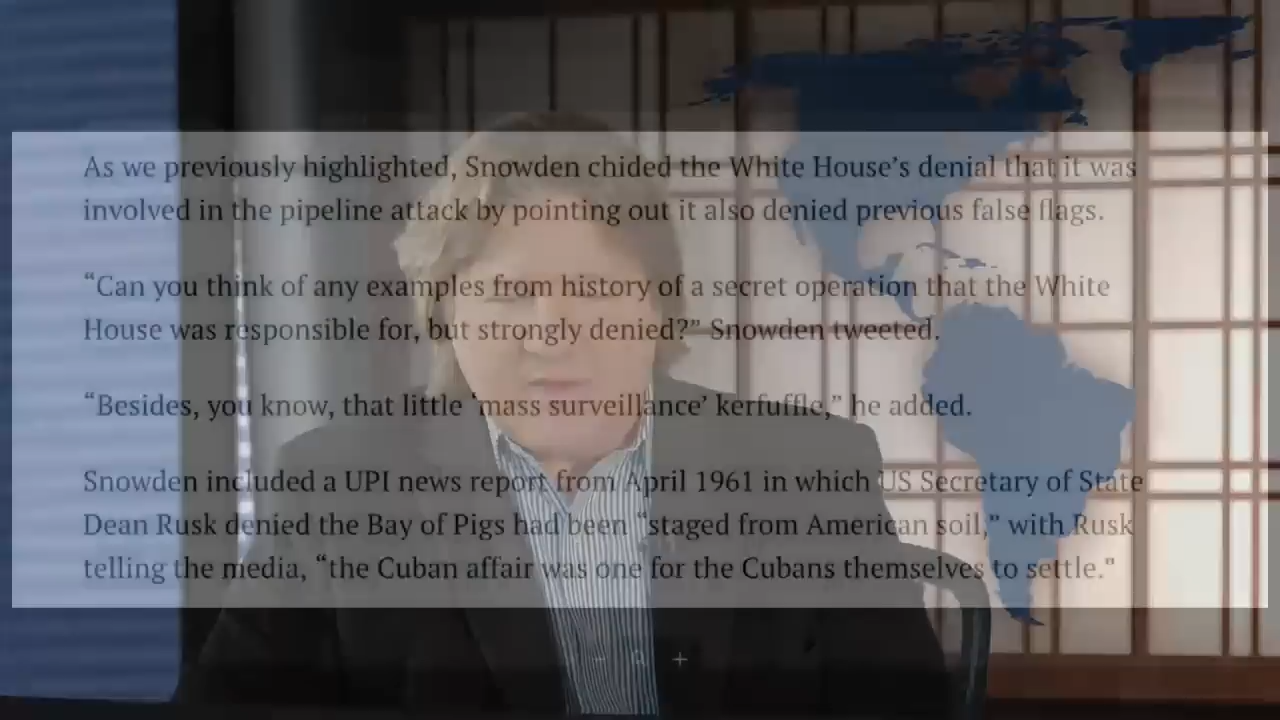 As we previously highlighted, Snowden chided the White House’s denial that it was
involved in the pipeline attack by pointing out it also denied previous false flags.
“Can you think of any examples from history of a secret operation that the White
House was responsible for, but strongly denied?” Snowden tweeted.
“Besides, you know, that little ‘mass surveillance’ kerfuffle,” he added.
Snowden included a UPI news report from April 1961 in which US Secretary of State
Dean Rusk denied the Bay of Pigs had been “staged from American soil,” with Rusk
telling the media, “the Cuban affair was one for the Cubans themselves to settle."